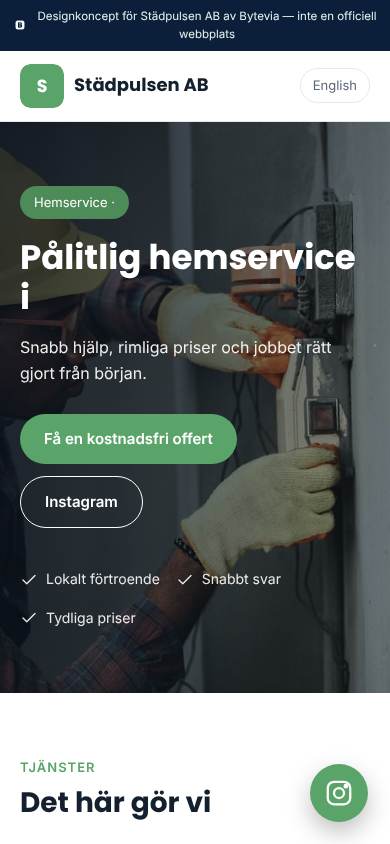 B
Designkoncept för Städpulsen AB av Bytevia — inte en officiell
webbplats
S
Städpulsen AB
English
Hemservice ·
Pålitlig hemservice
i
Snabb hjälp, rimliga priser och jobbet rätt
gjort från början.
Få en kostnadsfri offert
Instagram
Lokalt förtroende
Snabbt svar
Tydliga priser
TJÄNSTER
Det här gör vi